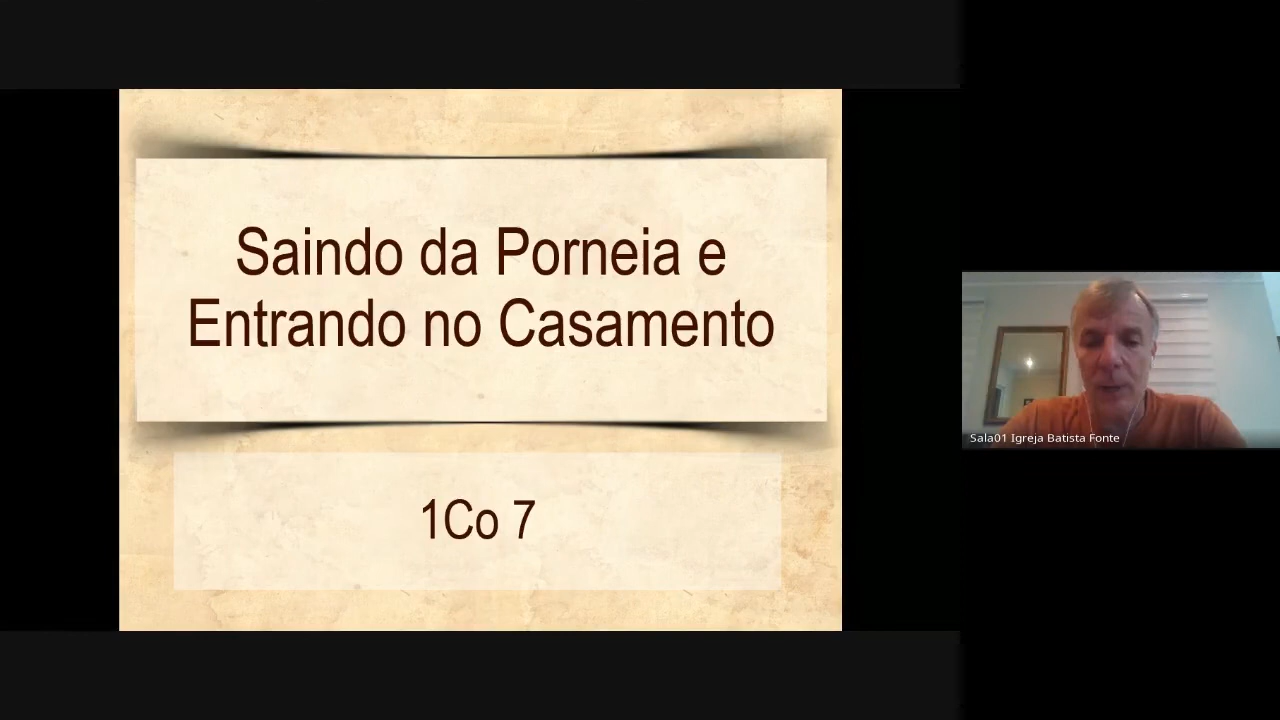 Saindo da Porneia e
Entrando no Casamento
1Co 7
Sala01 Igreja Batista Fonte